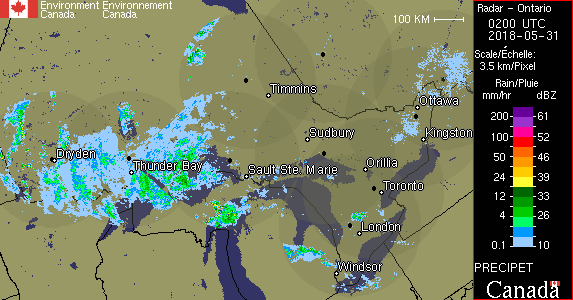 Environment Environnement
Canada Canada
100 KM
Timmins
Ottawa
Sudbury
Kingston
Dryden
Thunder Bay
Sault Ste. Marie
Orillia
Toronto
London
Windsor
Radar - Ontario
0200 UTC
2018-05-31
Scale/Échelle:
3.5 km/Pixel
Rain/Pluie
mm/hr dBZ
200 61
100 52
50 46
24 39
12 33
4 26
0.1 10
PRECIPET
Canada